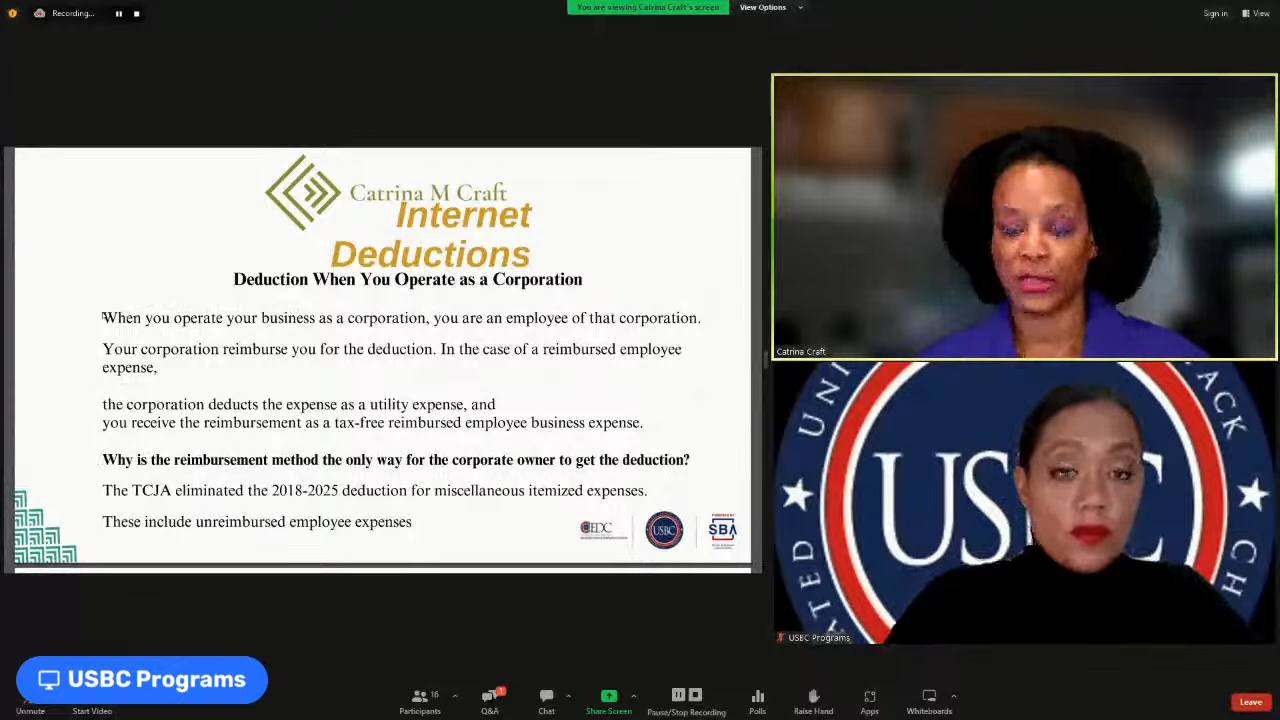 Recording...
You are viewing Catrina Craft's screen
View Options
Sign in
View
Catrina M Craft
Internet
Deductions
Deduction When You Operate as a Corporation
When you operate your business as a corporation, you are an employee of that corporation.
Your corporation reimburse you for the deduction. In the case of a reimbursed employee
expense,
the corporation deducts the expense as a utility expense, and
you receive the reimbursement as a tax-free reimbursed employee business expense.
Why is the reimbursement method the only way for the corporate owner to get the deduction?
The TCJA eliminated the 2018-2025 deduction for miscellaneous itemized expenses.
These include unreimbursed employee expenses
USBC
SBA
Catrina Craft
USBC
USBC Programs
USBC Programs
Unmute
Start Video
16
Participants
1
Q&A
Chat
Share Screen
Pause/Stop Recording
Polls
Raise Hand
Apps
Whiteboards
Leave